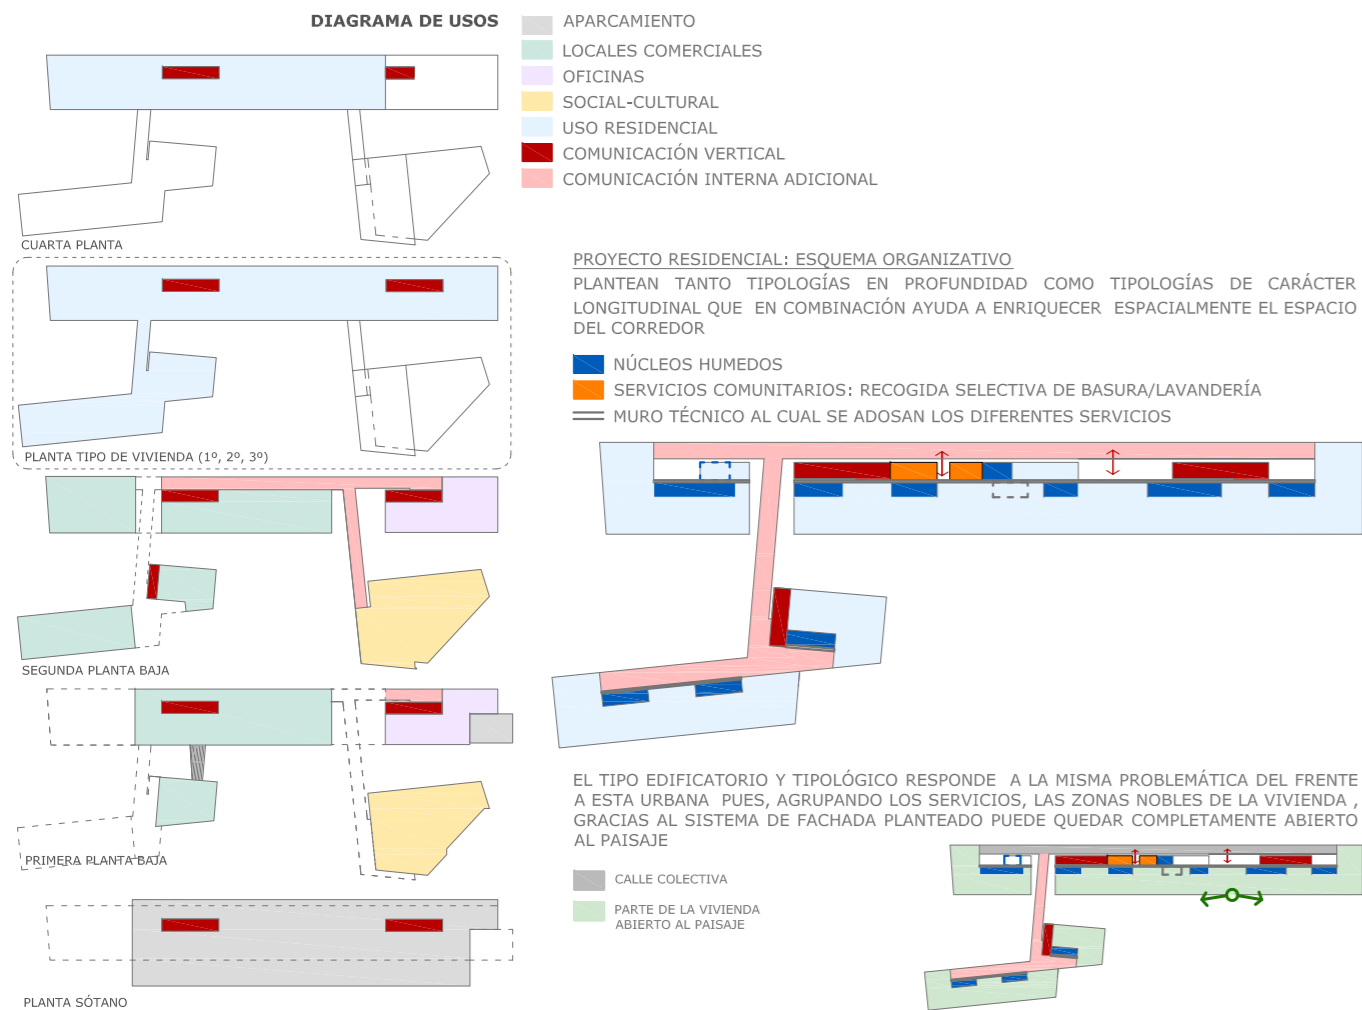 DIAGRAMA DE USOS
APARCAMIENTO
LOCALES COMERCIALES
OFICINAS
SOCIAL-CULTURAL
USO RESIDENCIAL
COMUNICACIÓN VERTICAL
COMUNICACIÓN INTERNA ADICIONAL
CUARTA PLANTA
PLANTA TIPO DE VIVIENDA (1º, 2º, 3º)
SEGUNDA PLANTA BAJA
PRIMERA PLANTA BAJA
PLANTA SÓTANO
PROYECTO RESIDENCIAL: ESQUEMA ORGANIZATIVO
PLANTEAN TANTO TIPOLOGÍAS EN PROFUNDIDAD COMO TIPOLOGÍAS DE CARÁCTER
LONGITUDINAL QUE EN COMBINACIÓN AYUDA A ENRIQUECER ESPACIALMENTE EL ESPACIO
DEL CORREDOR
NÚCLEOS HUMEDOS
SERVICIOS COMUNITARIOS: RECOGIDA SELECTIVA DE BASURA/LAVANDERÍA
MURO TÉCNICO AL CUAL SE ADOSAN LOS DIFERENTES SERVICIOS
EL TIPO EDIFICATORIO Y TIPOLÓGICO RESPONDE A LA MISMA PROBLEMÁTICA DEL FRENTE
A ESTA URBANA PUES, AGRUPANDO LOS SERVICIOS, LAS ZONAS NOBLES DE LA VIVIENDA ,
GRACIAS AL SISTEMA DE FACHADA PLANTEADO PUEDE QUEDAR COMPLETAMENTE ABIERTO
AL PAISAJE
CALLE COLECTIVA
PARTE DE LA VIVIENDA
ABIERTO AL PAISAJE